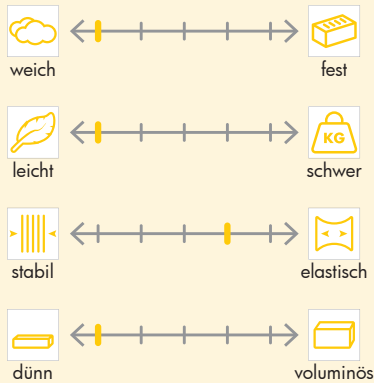 weich fest
KG
leicht schwer
stabil elastisch
dünn voluminös